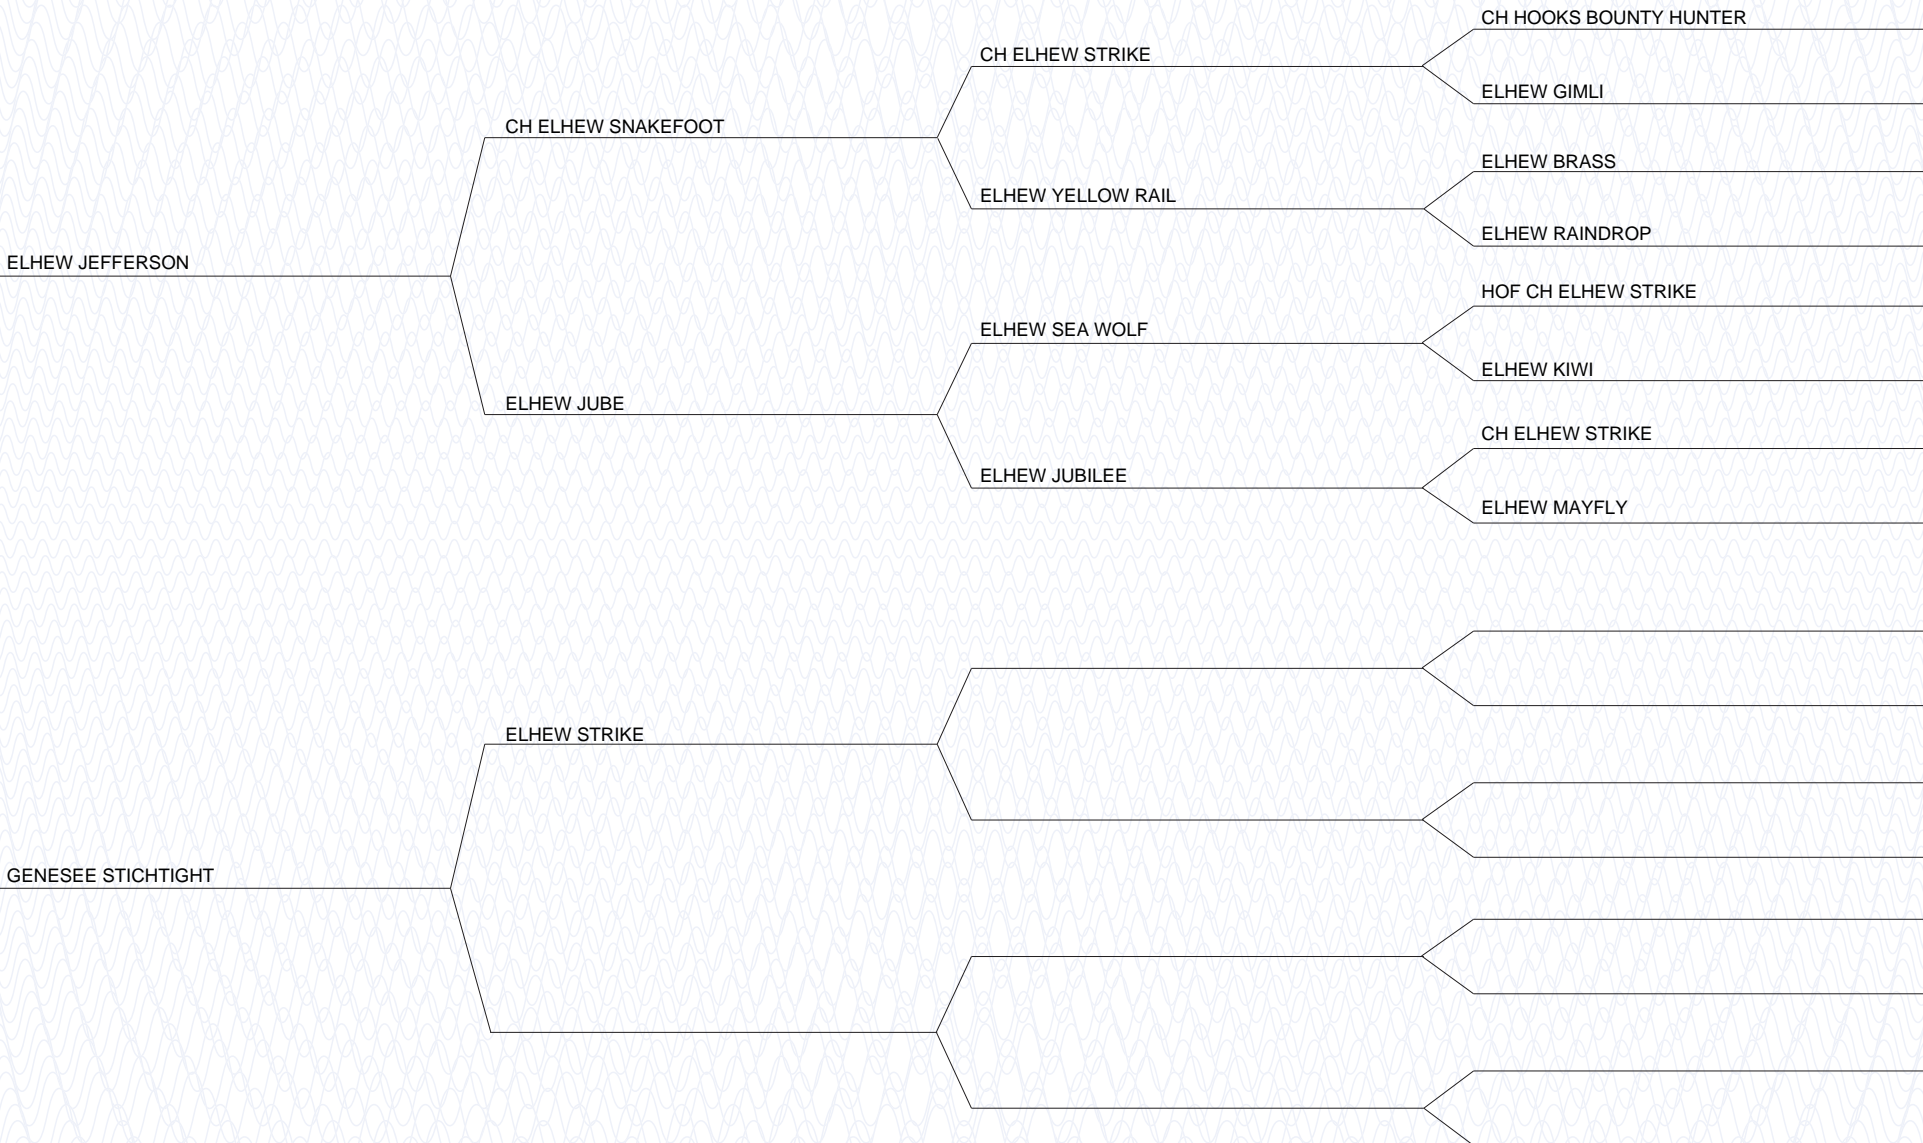 CH HOOKS BOUNTY HUNTER
CH ELHEW STRIKE
ELHEW GIMLI
CH ELHEW SNAKEFOOT
ELHEW BRASS
ELHEW YELLOW RAIL
ELHEW RAINDROP
ELHEW JEFFERSON
HOF CH ELHEW STRIKE
ELHEW SEA WOLF
ELHEW KIWI
ELHEW JUBE
CH ELHEW STRIKE
ELHEW JUBILEE
ELHEW MAYFLY
ELHEW STRIKE
GENESEE STICHTIGHT